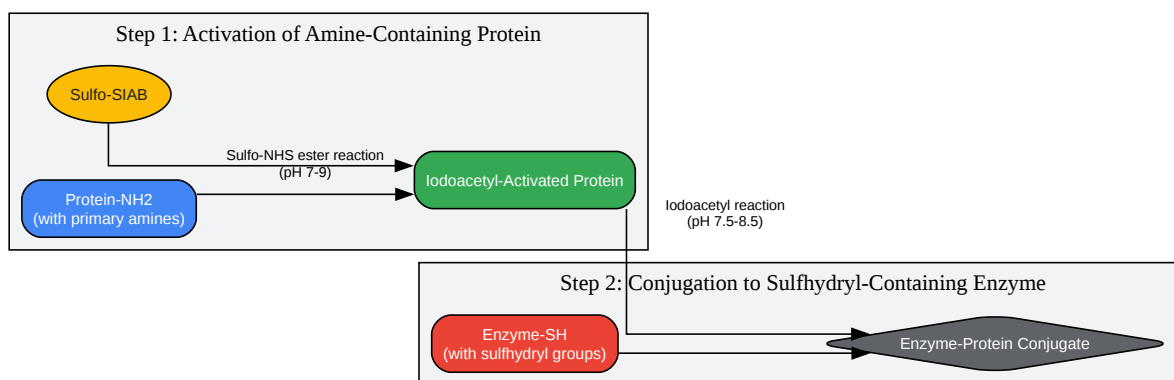 Step 1: Activation of Amine-Containing Protein
Sulfo-SIAB
Sulfo-NHS ester reaction
(pH 7-9)
Protein-NH2
(with primary amines)
Iodoacetyl-Activated Protein
Iodoacetyl reaction
(pH 7.5-8.5)
Step 2: Conjugation to Sulfhydryl-Containing Enzyme
Enzyme-SH
(with sulfhydryl groups)
Enzyme-Protein Conjugate